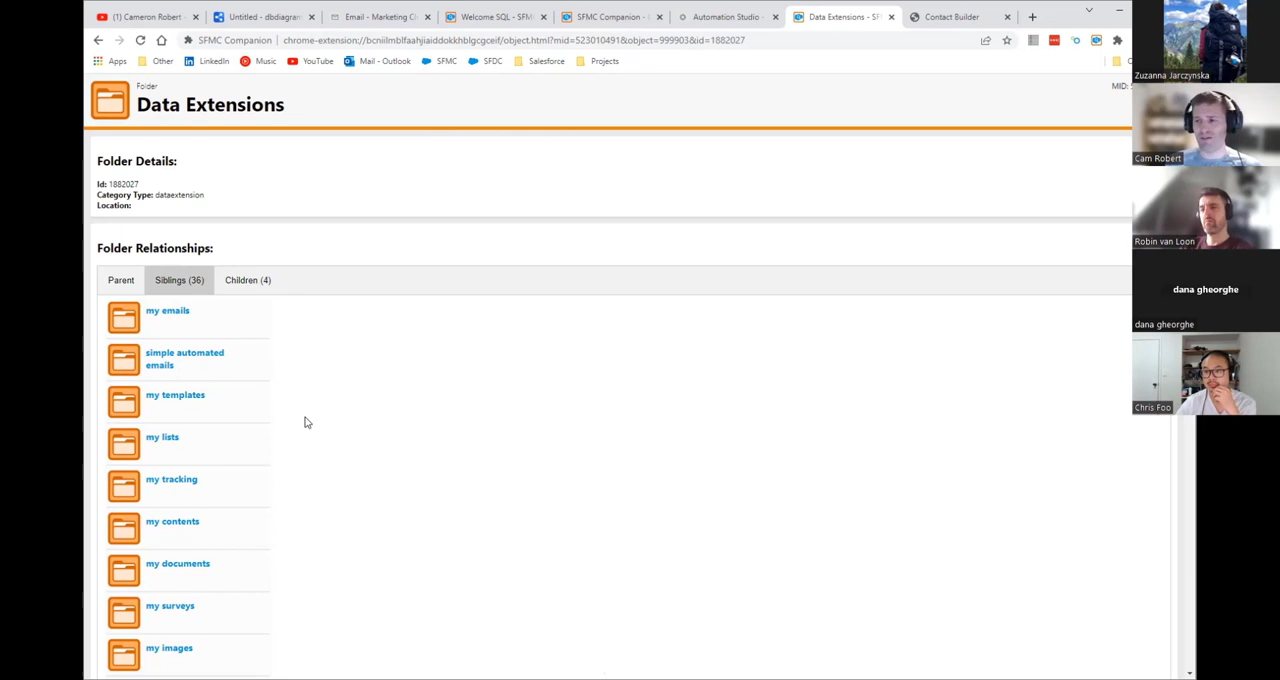 (1) Cameron Robert -
Untitled - dbdiagram
Email - Marketing Cl
Welcome SQL - SFM
SFMC Companion -
Automation Studio -
Data Extensions - SF
Contact Builder
SFMC Companion
chrome-extension://bcniilmblfaahjiaiddokkhblgcgceif/object.html?mid=523010491&object=999903&id=1882027
Apps
Other
LinkedIn
Music
YouTube
Mail - Outlook
SFMC
SFDC
Salesforce
Projects
Folder
Data Extensions
MID:
Folder Details:
Id: 1882027
Category Type: dataextension
Location:
Folder Relationships:
Parent
Siblings (36)
Children (4)
my emails
simple automated
emails
my templates
my lists
my tracking
my contents
my documents
my surveys
my images
Zuzanna Jarczynska
Cam Robert
Robin van Loon
dana gheorghe
dana gheorghe
Chris Foo